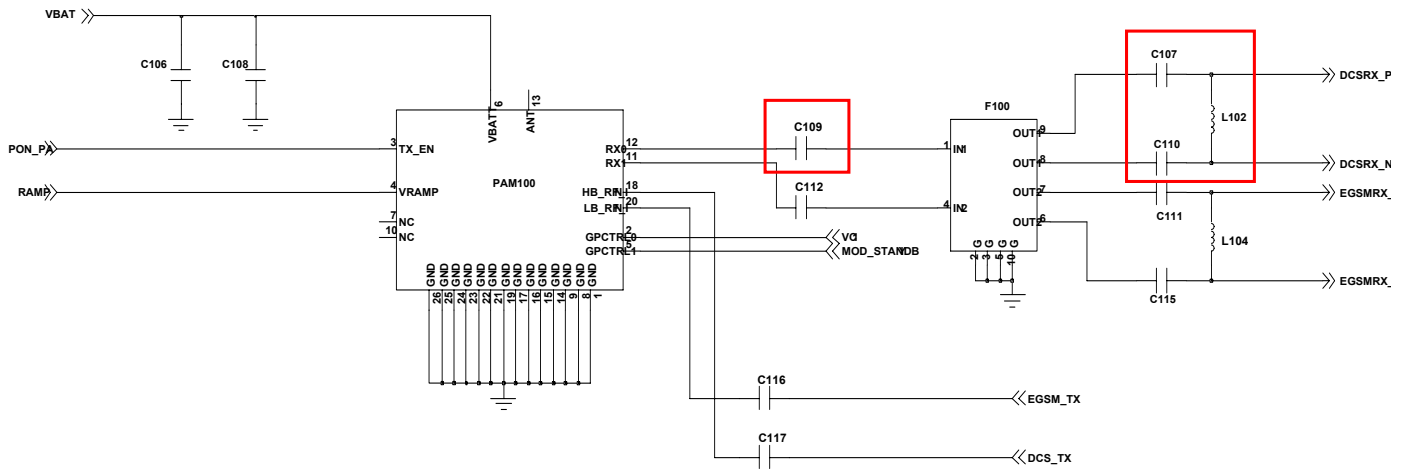 VBAT
C106
C108
6
VBATT
13
ANT
C107
DCSRX_P
F100
L102
C109
OUT1
9
PON_PA
3
TX_EN
RX0
12
1
IN1
C110
OUT1
8
DCSRX_N
RX1
11
PAM100
RAMP
4
VRAMP
HB_RF
18
C112
OUT2
7
C111
EGSMRX_
LB_RF
20
4
IN2
7
NC
OUT2
6
10
NC
GPCTRL0
2
GPCTRL1
5
MOD_STANDB
L104
G
G
G
G
2
3
5
10
GND
GND
GND
GND
GND
GND
GND
GND
GND
GND
GND
GND
GND
GND
26
25
24
23
22
21
19
17
16
15
14
9
8
1
C115
EGSMRX_
C116
EGSM_TX
C117
DCS_TX